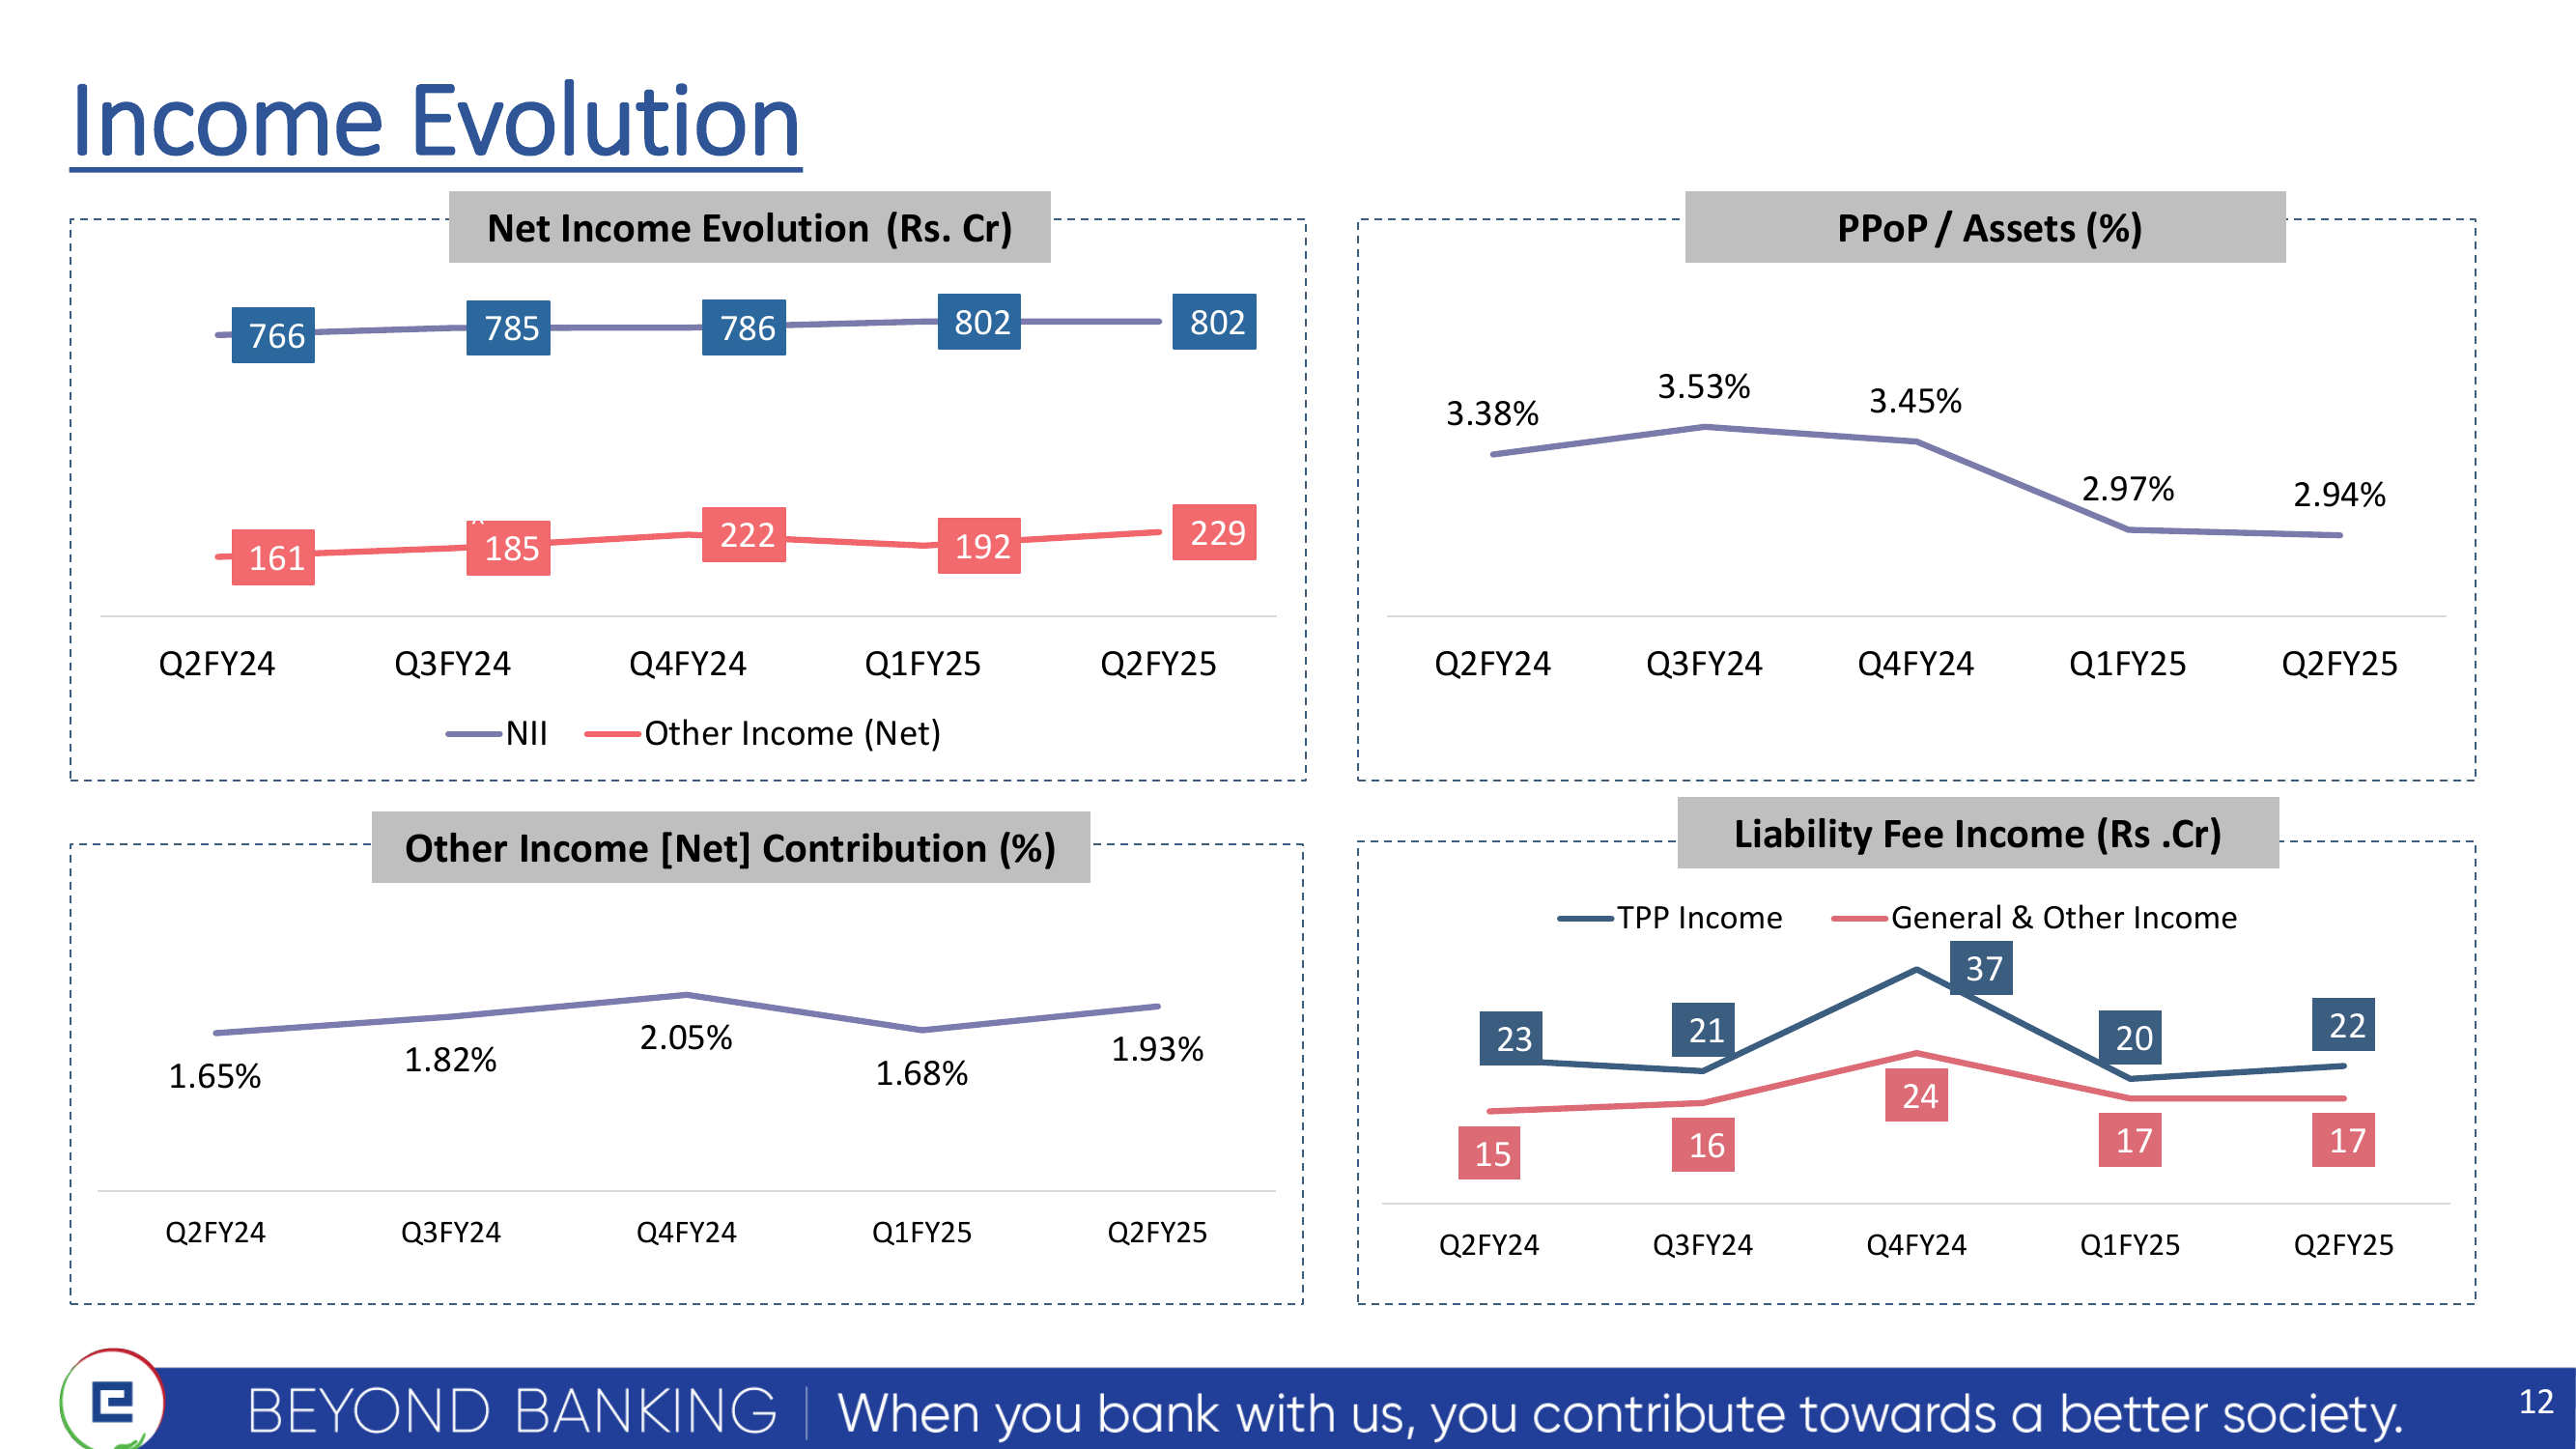 Income Evolution
Net Income Evolution (Rs. Cr)
766 785 786 802 802
^
161 185 222 192 229
Q2FY24 Q3FY24 Q4FY24 Q1FY25 Q2FY25
NII Other Income (Net)
PPoP / Assets (%)
3.38% 3.53% 3.45% 2.97% 2.94%
Q2FY24 Q3FY24 Q4FY24 Q1FY25 Q2FY25
Other Income [Net] Contribution (%)
1.65% 1.82% 2.05% 1.68% 1.93%
Q2FY24 Q3FY24 Q4FY24 Q1FY25 Q2FY25
Liability Fee Income (Rs .Cr)
TPP Income General & Other Income
23 21 37 20 22
15 16 24 17 17
Q2FY24 Q3FY24 Q4FY24 Q1FY25 Q2FY25
BEYOND BANKING | When you bank with us, you contribute towards a better society.
12